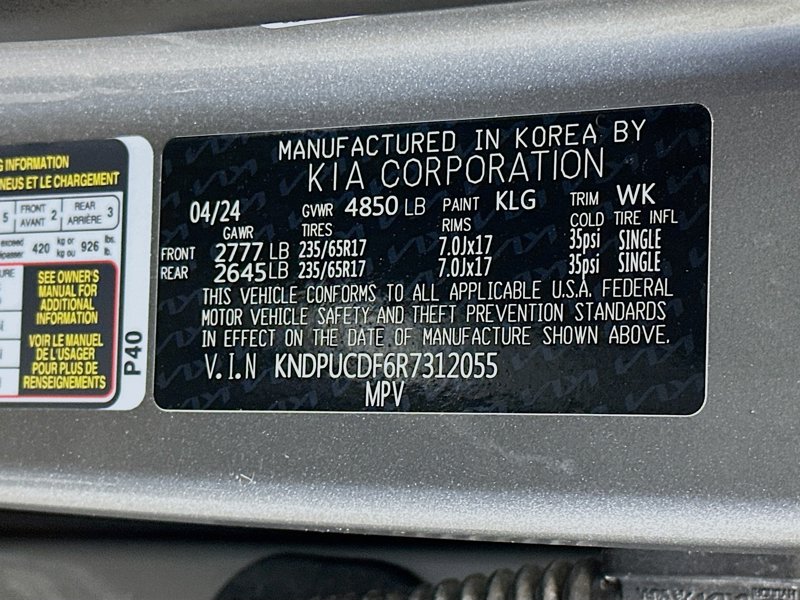 MANUFACTURED IN KOREA BY
KIA CORPORATION
04/24 GVWR 4850 LB PAINT KLG TRIM WK
GAWR TIRES RIMS COLD TIRE INFL
FRONT 2777 LB 235/65R17 7.0Jx17 35psi SINGLE
REAR 2645 LB 235/65R17 7.0Jx17 35psi SINGLE
THIS VEHICLE CONFORMS TO ALL APPLICABLE U.S.A. FEDERAL
MOTOR VEHICLE SAFETY AND THEFT PREVENTION STANDARDS
IN EFFECT ON THE DATE OF MANUFACTURE SHOWN ABOVE.
V.I.N KNDPUCDF6R7312055
MPV
INFORMATION
PNEUS ET LE CHARGEMENT
5 FRONT AVANT 2 REAR ARRIÈRE 3
exceed 420 kg or kg ou 926 lbs. lb.
SEE OWNER'S
MANUAL FOR
ADDITIONAL
INFORMATION
VOIR LE MANUEL
DE L'USAGER
POUR PLUS DE
RENSEIGNEMENTS
P40